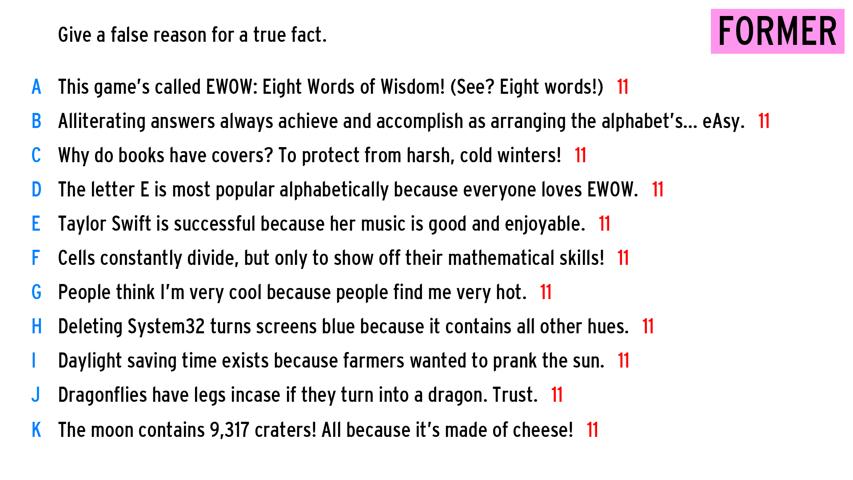 Give a false reason for a true fact.
FORMER
A This game's called EWOW: Eight Words of Wisdom! (See? Eight words!) 11
B Alliterating answers always achieve and accomplish as arranging the alphabet's... eAsy. 11
C Why do books have covers? To protect from harsh, cold winters! 11
D The letter E is most popular alphabetically because everyone loves EWOW. 11
E Taylor Swift is successful because her music is good and enjoyable. 11
F Cells constantly divide, but only to show off their mathematical skills! 11
G People think I'm very cool because people find me very hot. 11
H Deleting System32 turns screens blue because it contains all other hues. 11
I Daylight saving time exists because farmers wanted to prank the sun. 11
J Dragonflies have legs incase if they turn into a dragon. Trust. 11
K The moon contains 9,317 craters! All because it's made of cheese! 11